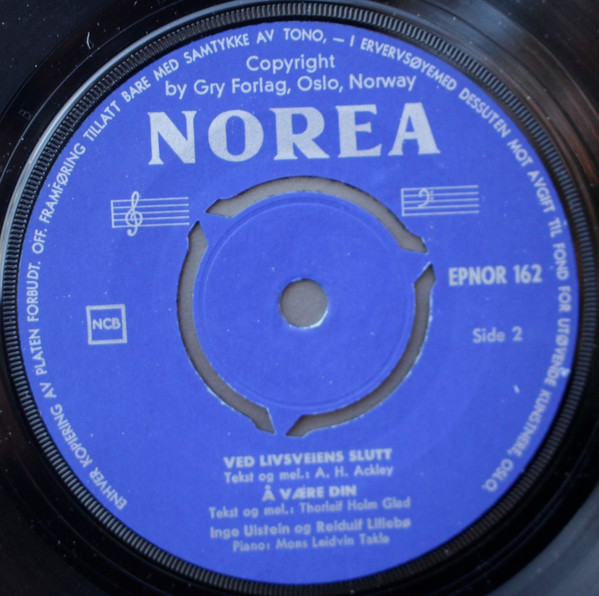 ENHVER KOPIERING AV PLATEN FORBUDT. OFF. FRAMFØRING TILLATT BARE MED SAMTYKKE AV TONO, — I ERVERVSØYEMED DESSUTEN MOT AVGIFT TIL FOND FOR UTØVENDE KUNSTNERE, OSLO.
Copyright
by Gry Forlag, Oslo, Norway
NOREA
EPNOR 162
NCB
Side 2
VED LIVSVEIENS SLUTT
Tekst og mel.: A. H. Ackley
Å VÆRE DIN
Tekst og mel.: Thorleif Holm Glad
Inge Ulstein og Reidulf Lillebø
Piano: Mons Leidvin Takle